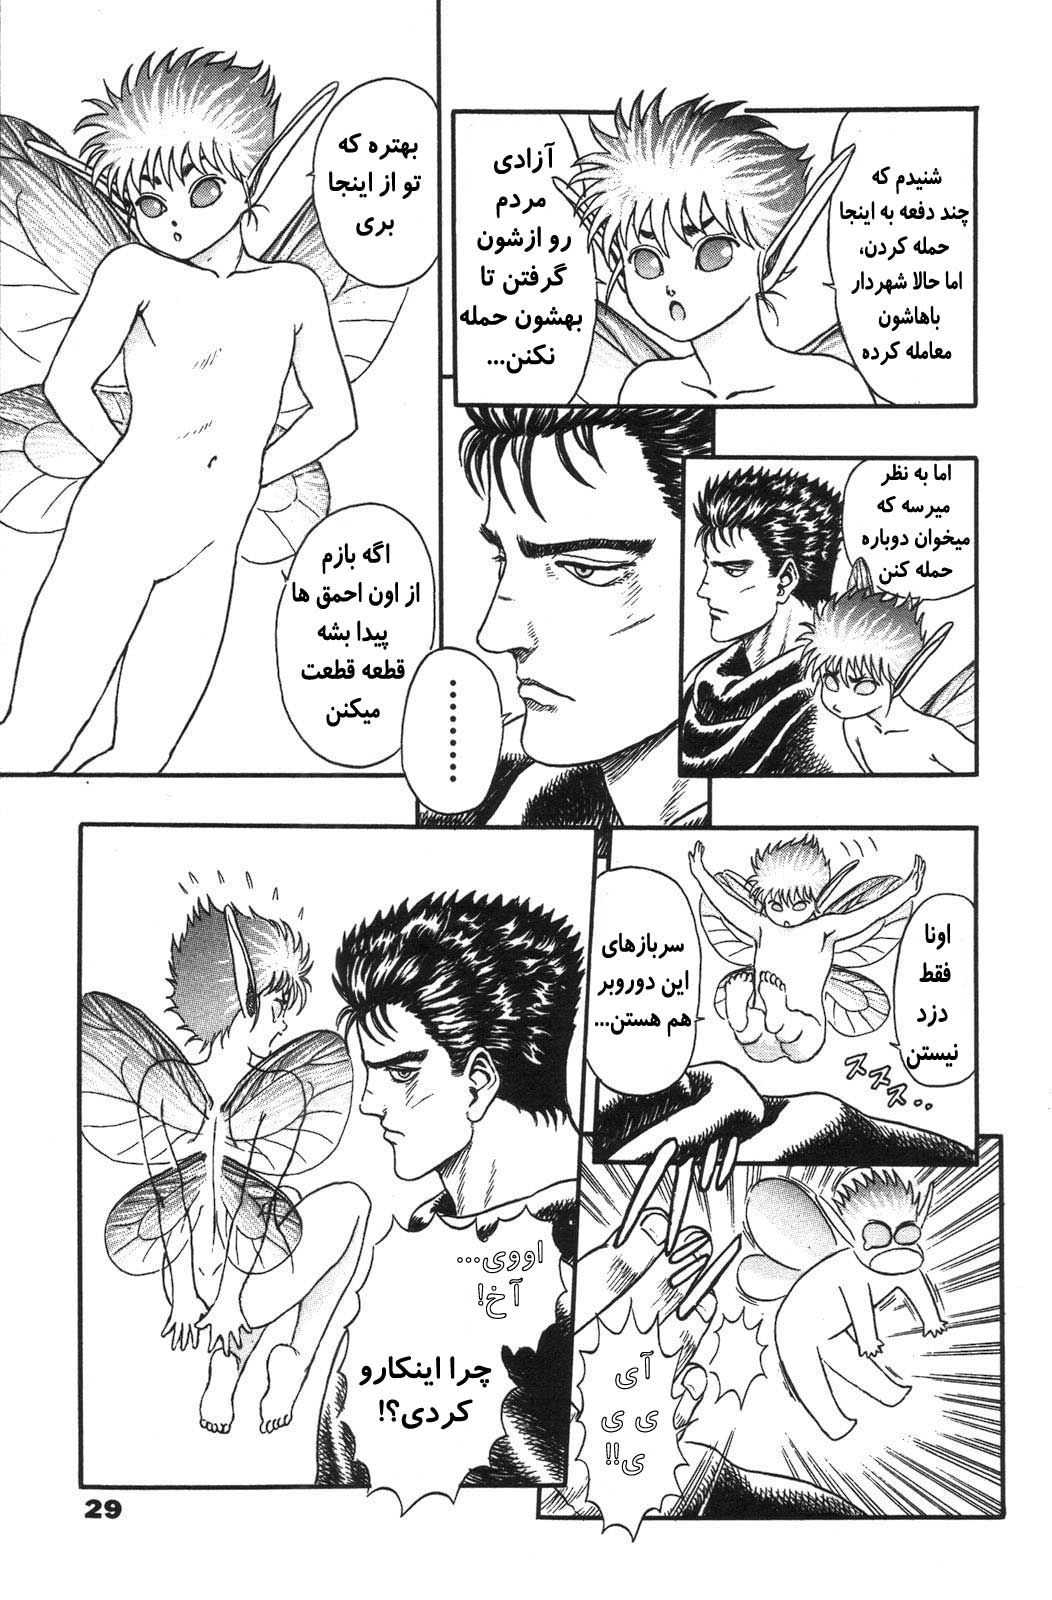 شنیدم که
چند دفعه به اینجا
حمله کردن،
اما حالا شهردار
باهاشون
معامله کرده
آزادی
مردم
رو ازشون
گرفتن تا
بهشون حمله
نکنن...
اما به نظر
میرسه که
میخوان دوباره
حمله کنن
........
بهتره که
تو از اینجا
بری
اگه بازم
از اون احمق ها
پیدا بشه
قطعه قطعت
میکنن
اونا
فقط
دزد
نیستن
سربازهای
این دوروبر
هم هستن...
ススス..
آی
ی ی
ی!!
اووی...
آخ!
چرا اینکارو
کردی؟!
29